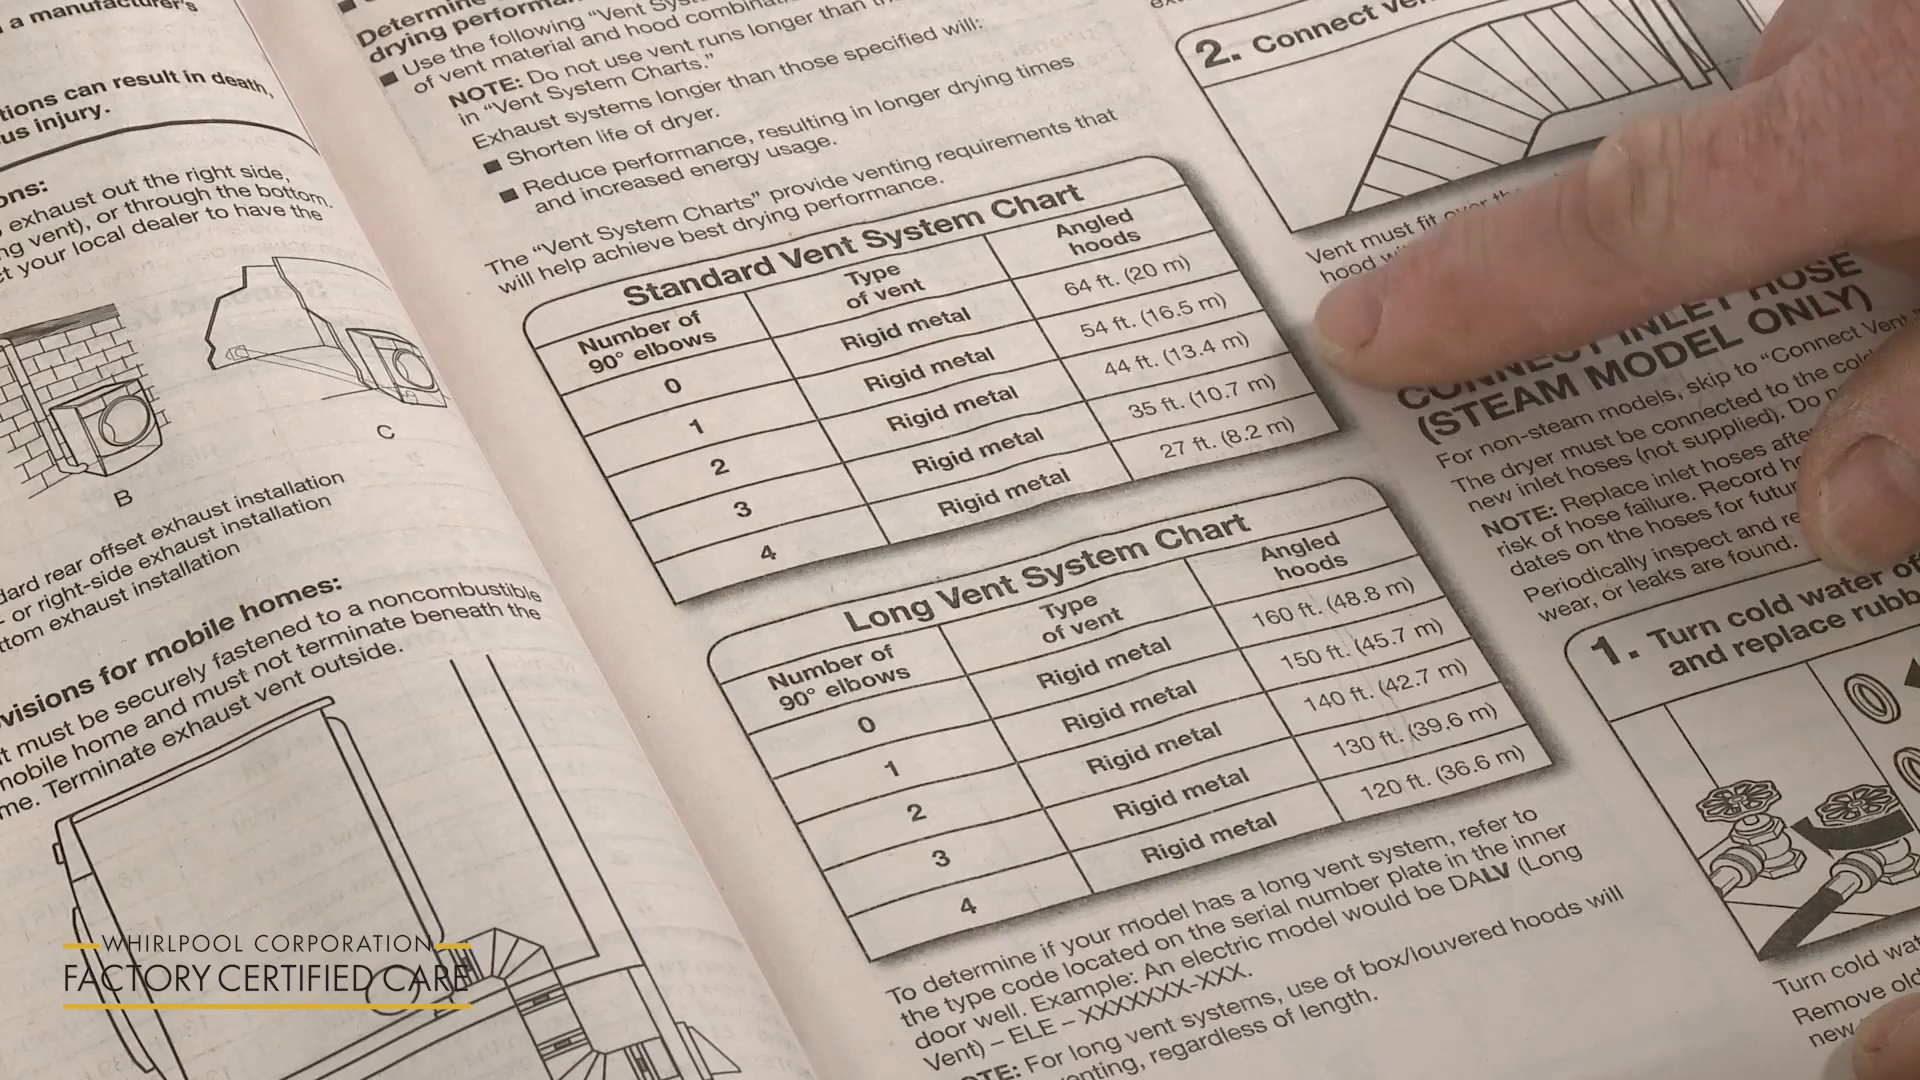 a manufacturer's
tions can result in death,
us injury.
ons:
exhaust out the right side,
ng vent), or through the bottom.
ct your local dealer to have the
B
C
dard rear offset exhaust installation
or right-side exhaust installation
ttom exhaust installation
visions for mobile homes:
t must be securely fastened to a noncombustible
mobile home and must not terminate beneath the
me. Terminate exhaust vent outside.
Determine
drying performan
■ Use the following "Vent Sys
of vent material and hood combinati
NOTE: Do not use vent runs longer than
in "Vent System Charts."
Exhaust systems longer than those specified will:
■ Shorten life of dryer.
■ Reduce performance, resulting in longer drying times
and increased energy usage.
The "Vent System Charts" provide venting requirements that
will help achieve best drying performance.
Standard Vent System Chart
Number of
90° elbows
Type
of vent
Angled
hoods
0 Rigid metal 64 ft. (20 m)
1 Rigid metal 54 ft. (16.5 m)
2 Rigid metal 44 ft. (13.4 m)
3 Rigid metal 35 ft. (10.7 m)
4 Rigid metal 27 ft. (8.2 m)
Long Vent System Chart
Number of
90° elbows
Type
of vent
Angled
hoods
0 Rigid metal 160 ft. (48.8 m)
1 Rigid metal 150 ft. (45.7 m)
2 Rigid metal 140 ft. (42.7 m)
3 Rigid metal 130 ft. (39.6 m)
4 Rigid metal 120 ft. (36.6 m)
To determine if your model has a long vent system, refer to
the type code located on the serial number plate in the inner
door well. Example: An electric model would be DALV (Long
Vent) – ELE – XXXXXXX-XXX.
NOTE: For long vent systems, use of box/louvered hoods will
venting, regardless of length.
2. Connect ve
Vent must fit over the
hood
CONNECT INLET HOSE
(STEAM MODEL ONLY)
For non-steam models, skip to "Connect Vent."
The dryer must be connected to the cold
new inlet hoses (not supplied). Do n
NOTE: Replace inlet hoses afte
risk of hose failure. Record h
dates on the hoses for futu
Periodically inspect and re
wear, or leaks are found.
1. Turn cold water of
and replace rubb
Turn cold wat
Remove old
new
WHIRLPOOL CORPORATION
FACTORY CERTIFIED CARE